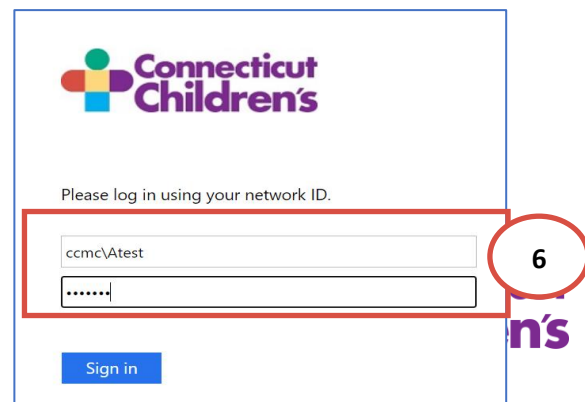 Connecticut
Children's
Please log in using your network ID.
ccmc\Atest
•••••••
6
n's
Sign in